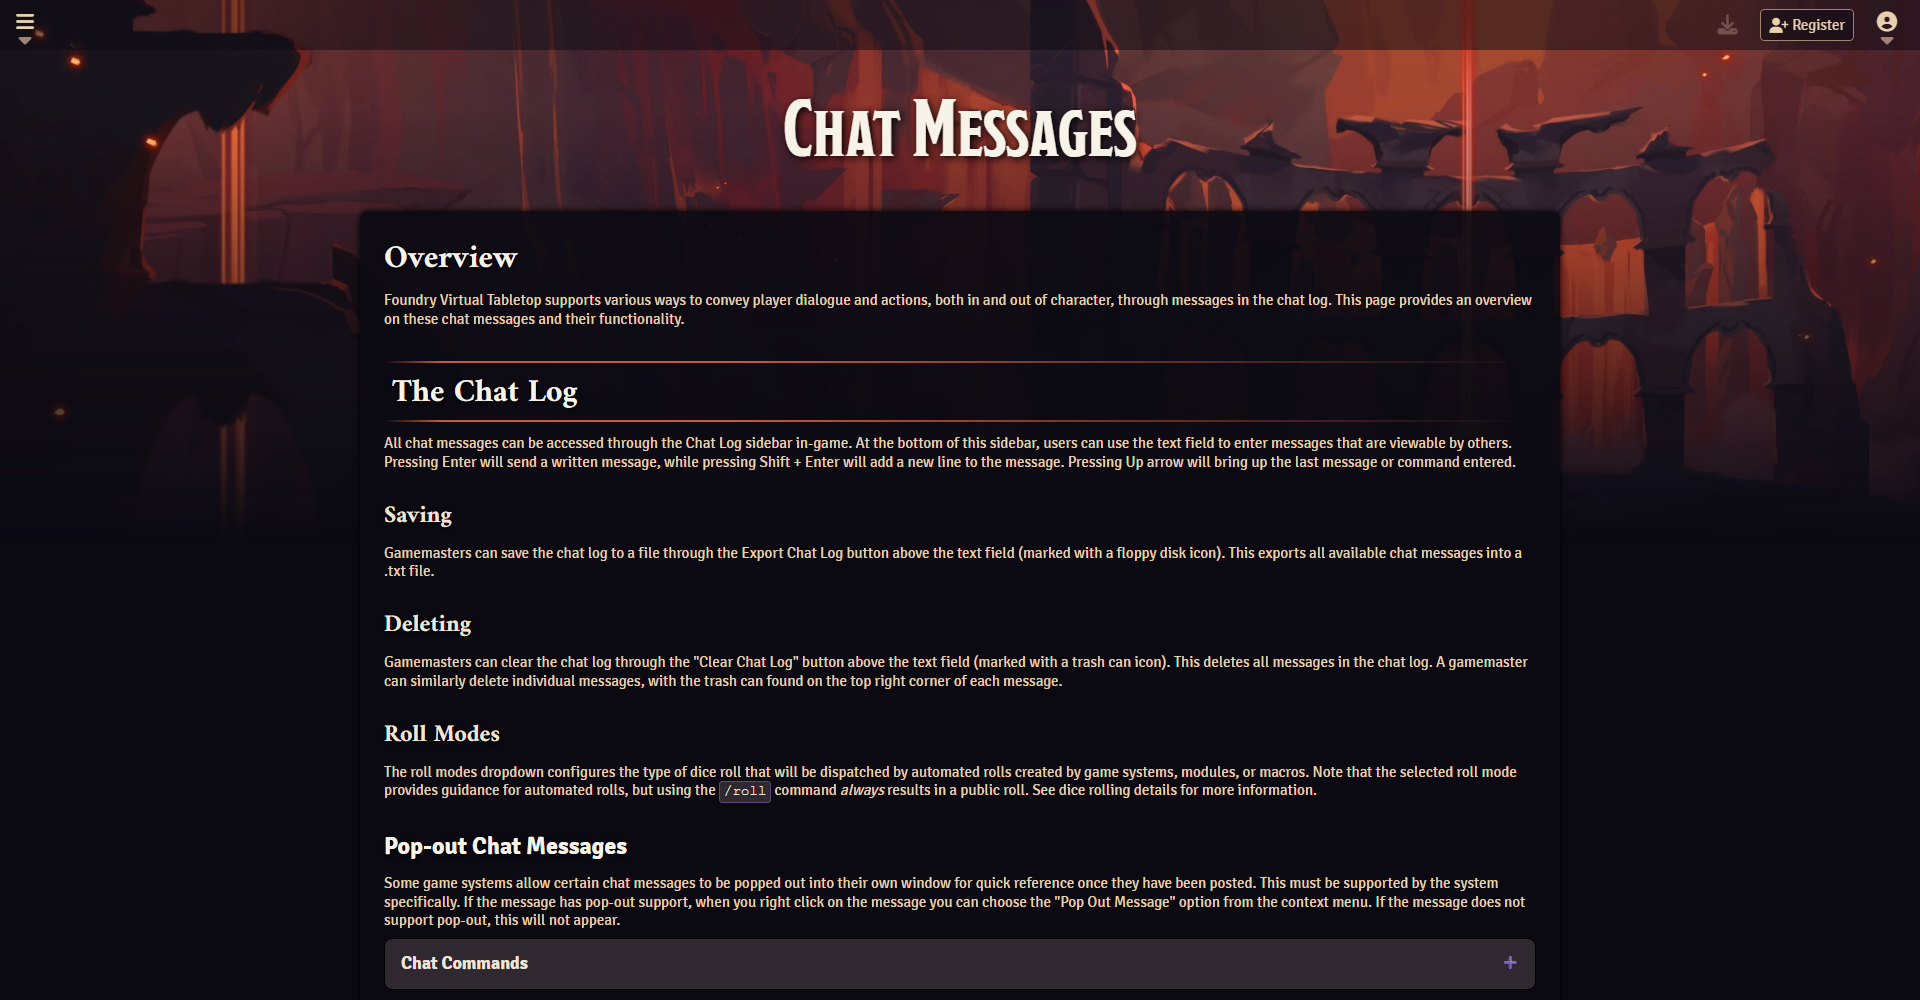 Register
Chat Messages
Overview
Foundry Virtual Tabletop supports various ways to convey player dialogue and actions, both in and out of character, through messages in the chat log. This page provides an overview
on these chat messages and their functionality.
The Chat Log
All chat messages can be accessed through the Chat Log sidebar in-game. At the bottom of this sidebar, users can use the text field to enter messages that are viewable by others.
Pressing Enter will send a written message, while pressing Shift + Enter will add a new line to the message. Pressing Up arrow will bring up the last message or command entered.
Saving
Gamemasters can save the chat log to a file through the Export Chat Log button above the text field (marked with a floppy disk icon). This exports all available chat messages into a
.txt file.
Deleting
Gamemasters can clear the chat log through the "Clear Chat Log" button above the text field (marked with a trash can icon). This deletes all messages in the chat log. A gamemaster
can similarly delete individual messages, with the trash can found on the top right corner of each message.
Roll Modes
The roll modes dropdown configures the type of dice roll that will be dispatched by automated rolls created by game systems, modules, or macros. Note that the selected roll mode
provides guidance for automated rolls, but using the /roll command always results in a public roll. See dice rolling details for more information.
Pop-out Chat Messages
Some game systems allow certain chat messages to be popped out into their own window for quick reference once they have been posted. This must be supported by the system
specifically. If the message has pop-out support, when you right click on the message you can choose the "Pop Out Message" option from the context menu. If the message does not
support pop-out, this will not appear.
Chat Commands